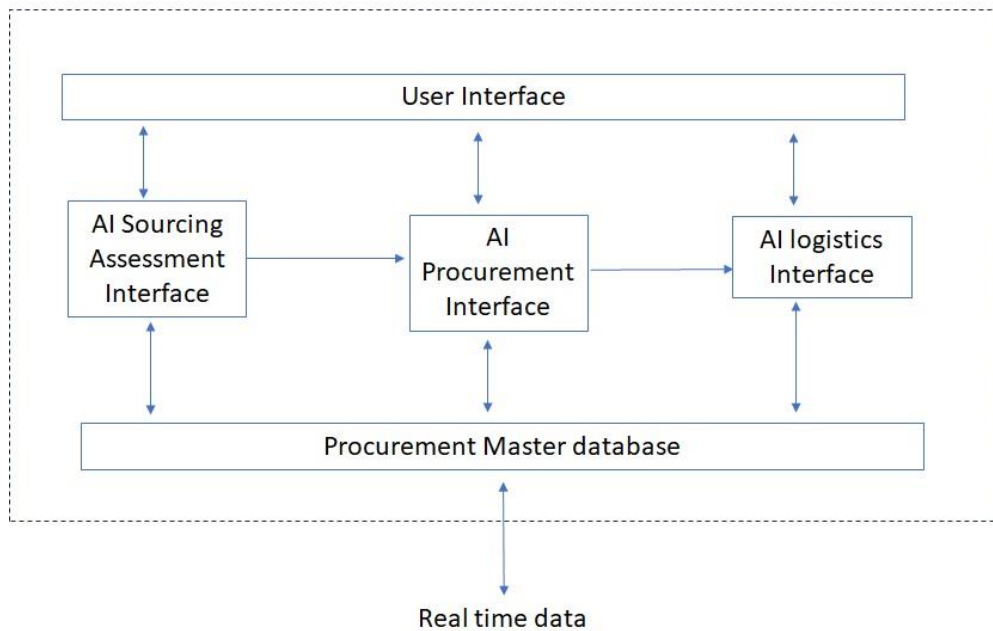 User Interface
AI Sourcing
Assessment
Interface
AI
Procurement
Interface
AI logistics
Interface
Procurement Master database
Real time data